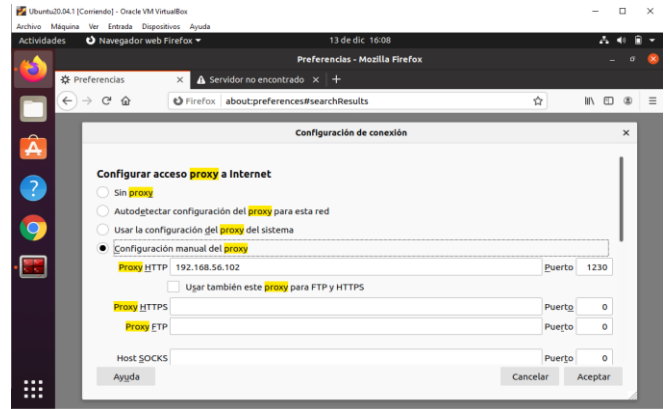 Ubuntu20.04.1 [Corriendo] - Oracle VM VirtualBox
Archivo Máquina Ver Entrada Dispositivos Ayuda
Actividades Navegador web Firefox 13 de dic 16:08
Preferencias - Mozilla Firefox
Preferencias Servidor no encontrado
Firefox about:preferences#searchResults
Configuración de conexión
Configurar acceso proxy a Internet
Sin proxy
Autodetectar configuración del proxy para esta red
Usar la configuración del proxy del sistema
Configuración manual del proxy
Proxy HTTP 192.168.56.102 Puerto 1230
Usar también este proxy para FTP y HTTPS
Proxy HTTPS Puerto 0
Proxy FTP Puerto 0
Host SOCKS Puerto 0
Ayuda Cancelar Aceptar